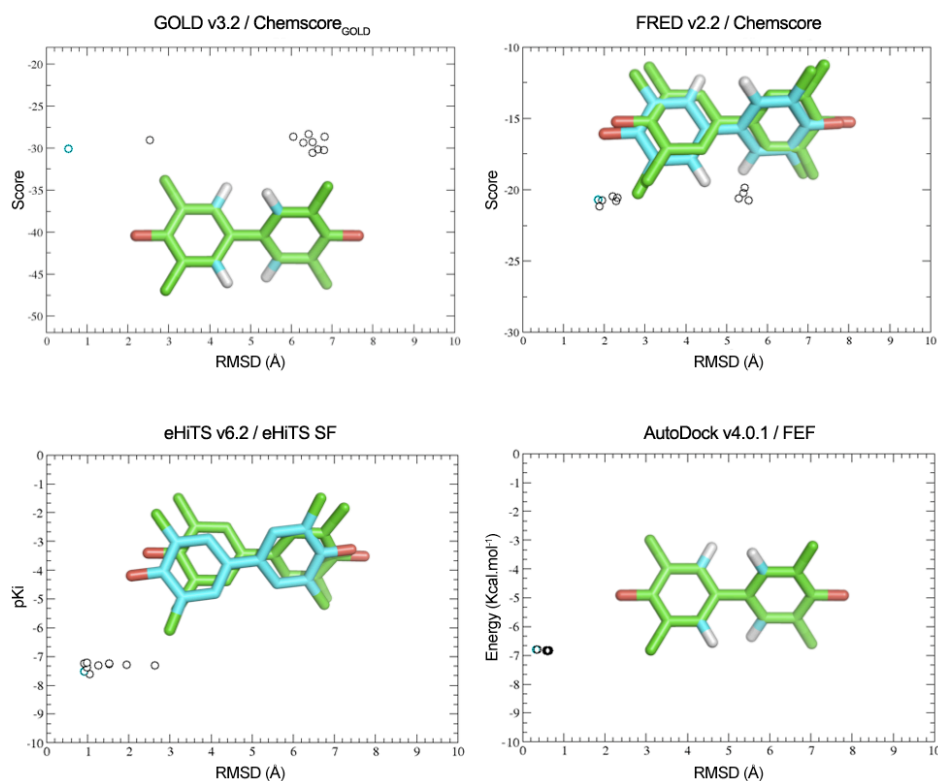 GOLD v3.2 / Chemscore GOLD
FRED v2.2 / Chemscore
-20
-25
-30
-35
-40
-45
-50
Score
0 1 2 3 4 5 6 7 8 9 10
RMSD (Å)
-10
-15
-20
-25
-30
Score
0 1 2 3 4 5 6 7 8 9 10
RMSD (Å)
eHiTS v6.2 / eHiTS SF
AutoDock v4.0.1 / FEF
0
-1
-2
-3
-4
-5
-6
-7
-8
-9
-10
pKi
0 1 2 3 4 5 6 7 8 9 10
RMSD (Å)
0
-1
-2
-3
-4
-5
-6
-7
-8
-9
-10
Energy (Kcal.mol⁻¹)
0 1 2 3 4 5 6 7 8 9 10
RMSD (Å)